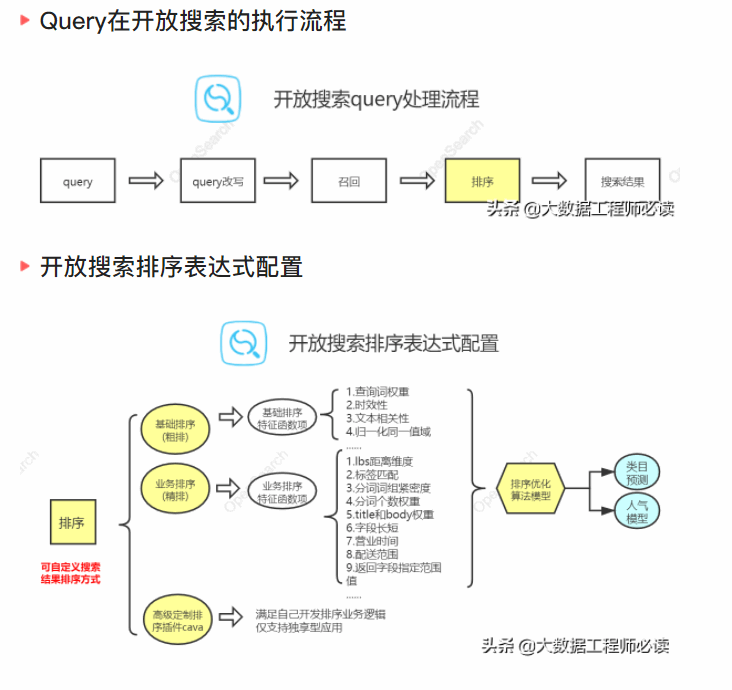 Query在开放搜索的执行流程
开放搜索query处理流程
query
query改写
召回
排序
搜索结果
OpenSearch
OpenSearch
头条 @大数据工程师必读
开放搜索排序表达式配置
开放搜索排序表达式配置
排序
可自定义搜索
结果排序方式
基础排序
(粗排)
基础排序
特征函数项
1.查询词权重
2.时效性
3.文本相关性
4.归一化同一值域
......
业务排序
(精排)
业务排序
特征函数项
1.lbs距离维度
2.标签匹配
3.分词词组紧密度
4.分词个数权重
5.title和body权重
6.字段长短
7.营业时间
8.配送范围
9.返回字段指定范围
值
......
高级定制排
序插件cava
满足自己开发排序业务逻辑
仅支持独享型应用
排序优化
算法模型
类目
预测
人气
模型
头条 @大数据工程师必读